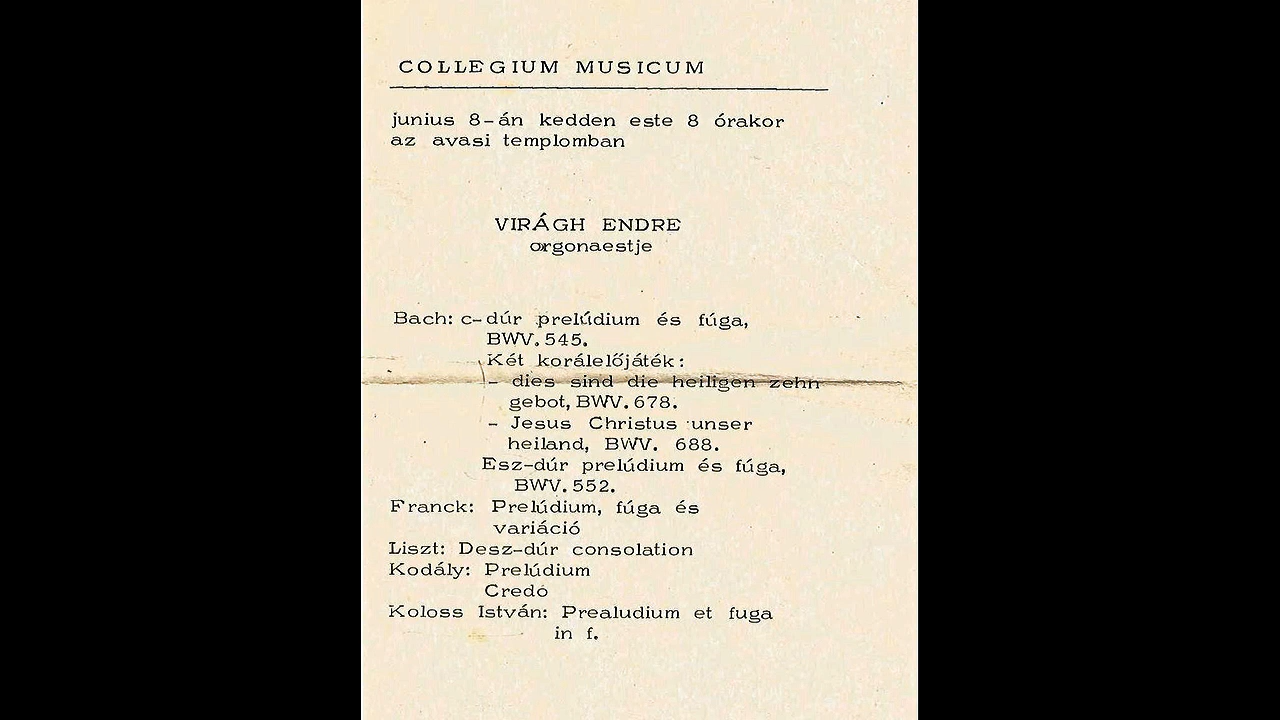 COLLEGIUM MUSICUM
junius 8-án kedden este 8 órakor
az avasi templomban
VIRÁGH ENDRE
orgonaestje
Bach: c-dúr prelúdium és fúga,
BWV.545.
Két korálelőjáték:
- dies sind die heiligen zehn
gebot, BWV.678.
- Jesus Christus unser
heiland, BWV. 688.
Esz-dúr prelúdium és fúga,
BWV.552.
Franck: Prelúdium, fúga és
variáció
Liszt: Desz-dúr consolation
Kodály: Prelúdium
Credo
Koloss István: Prealudium et fuga
in f.